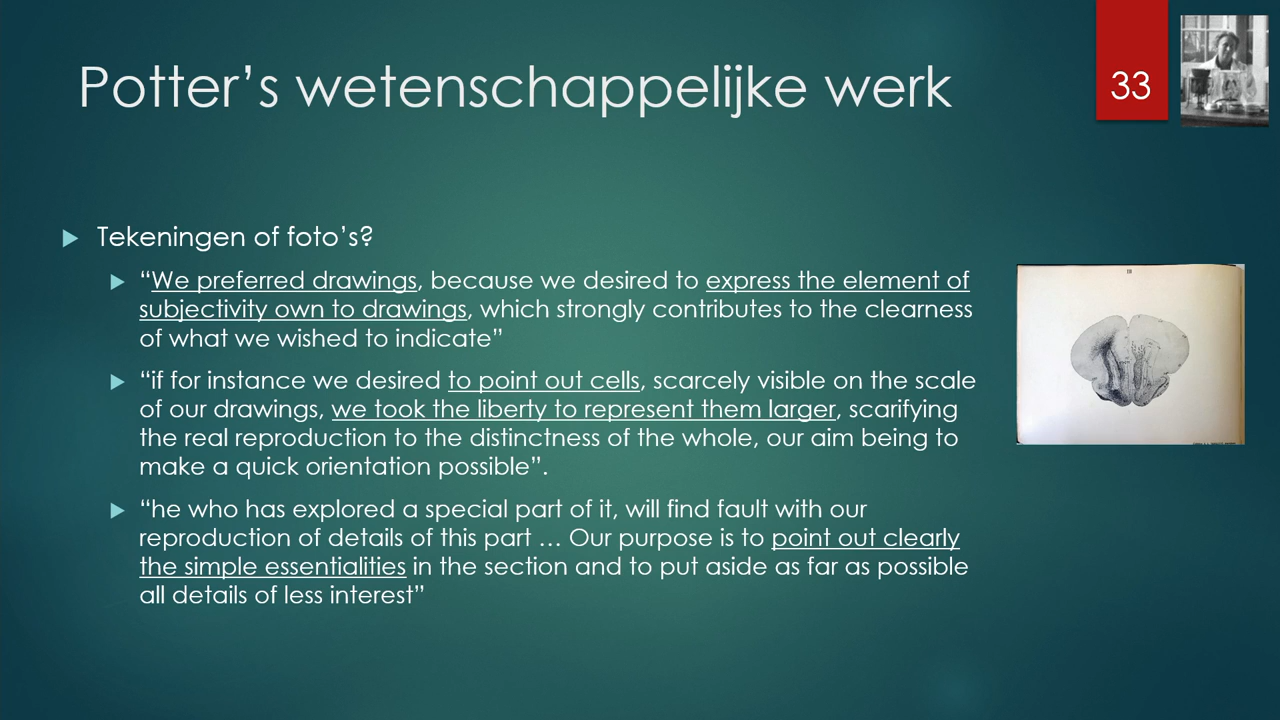 Potter’s wetenschappelijke werk
33
Tekeningen of foto’s?
“We preferred drawings, because we desired to express the element of
subjectivity own to drawings, which strongly contributes to the clearness
of what we wished to indicate”
“if for instance we desired to point out cells, scarcely visible on the scale
of our drawings, we took the liberty to represent them larger, scarifying
the real reproduction to the distinctness of the whole, our aim being to
make a quick orientation possible”.
“he who has explored a special part of it, will find fault with our
reproduction of details of this part … Our purpose is to point out clearly
the simple essentialities in the section and to put aside as far as possible
all details of less interest”